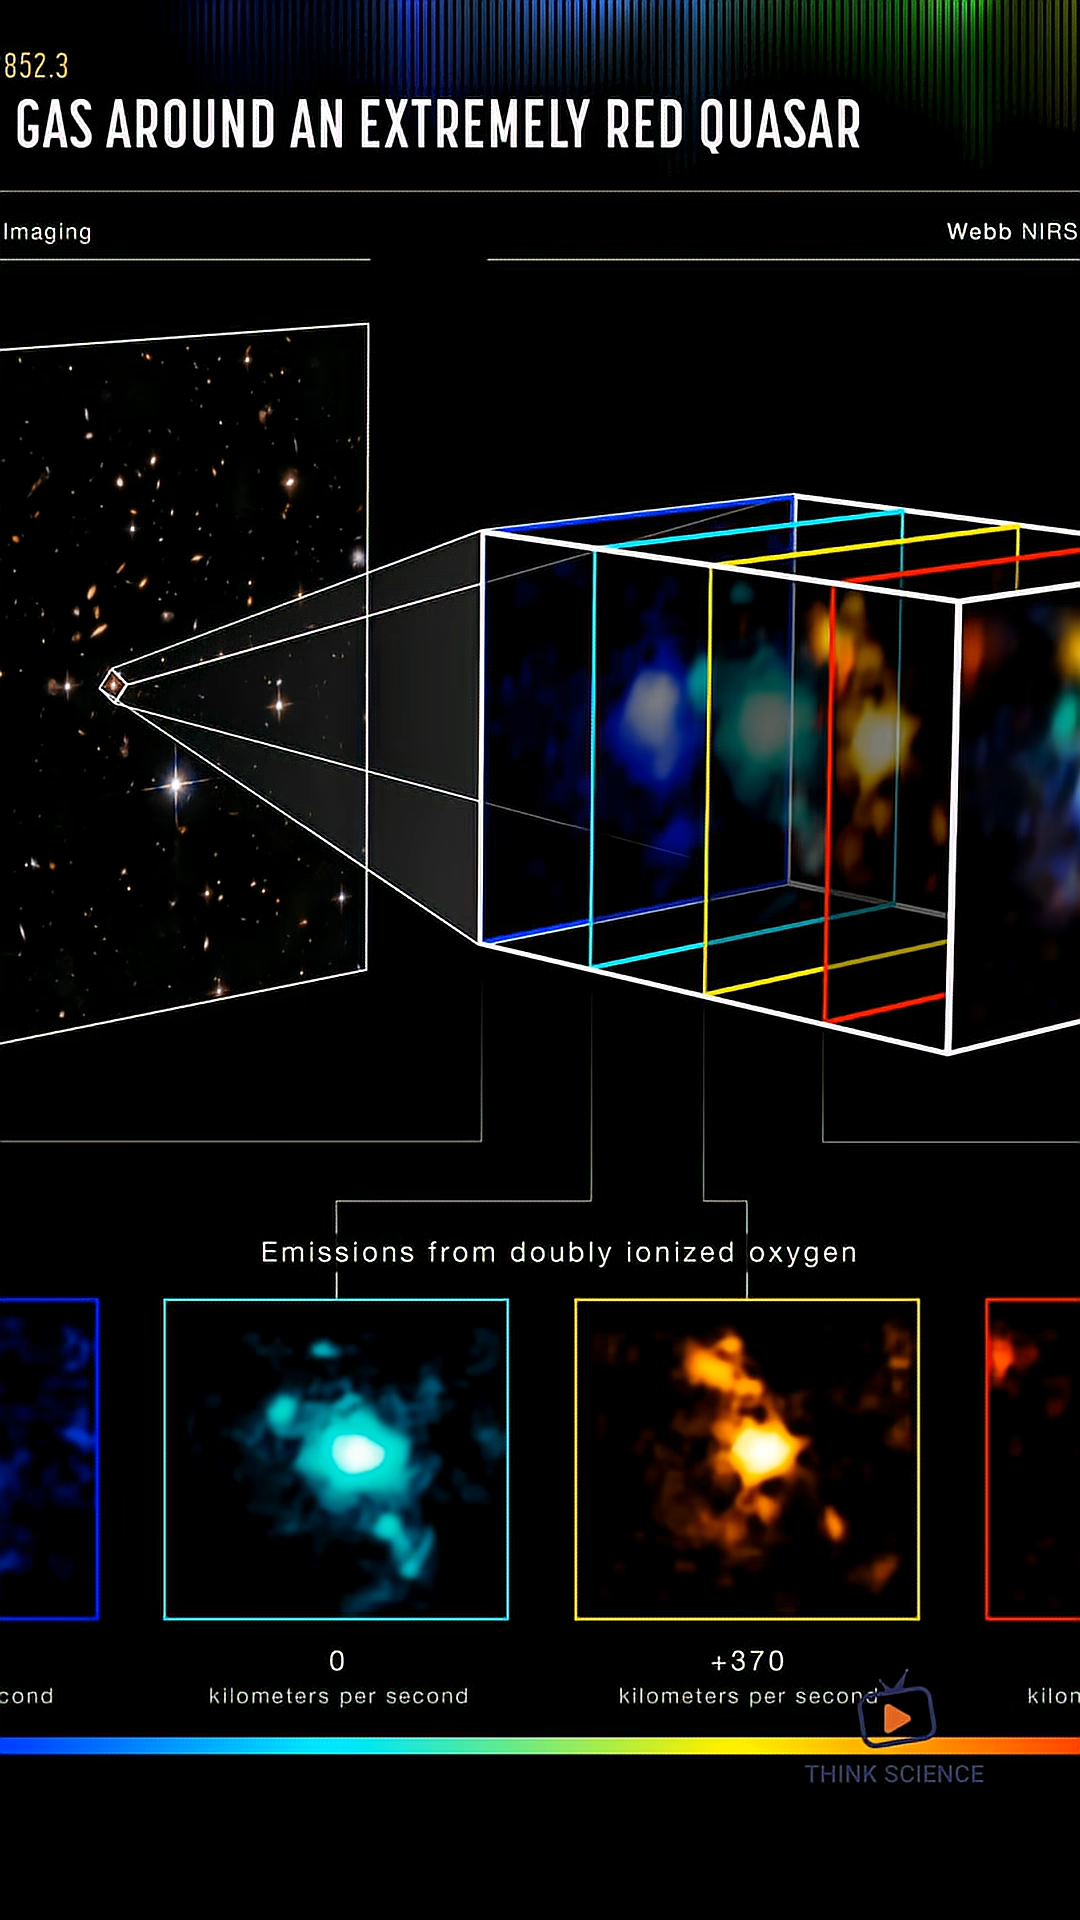 852.3
GAS AROUND AN EXTREMELY RED QUASAR
Imaging
Webb NIRS
Emissions from doubly ionized oxygen
0
+370
cond
kilometers per second
kilometers per second
kilon
THINK SCIENCE